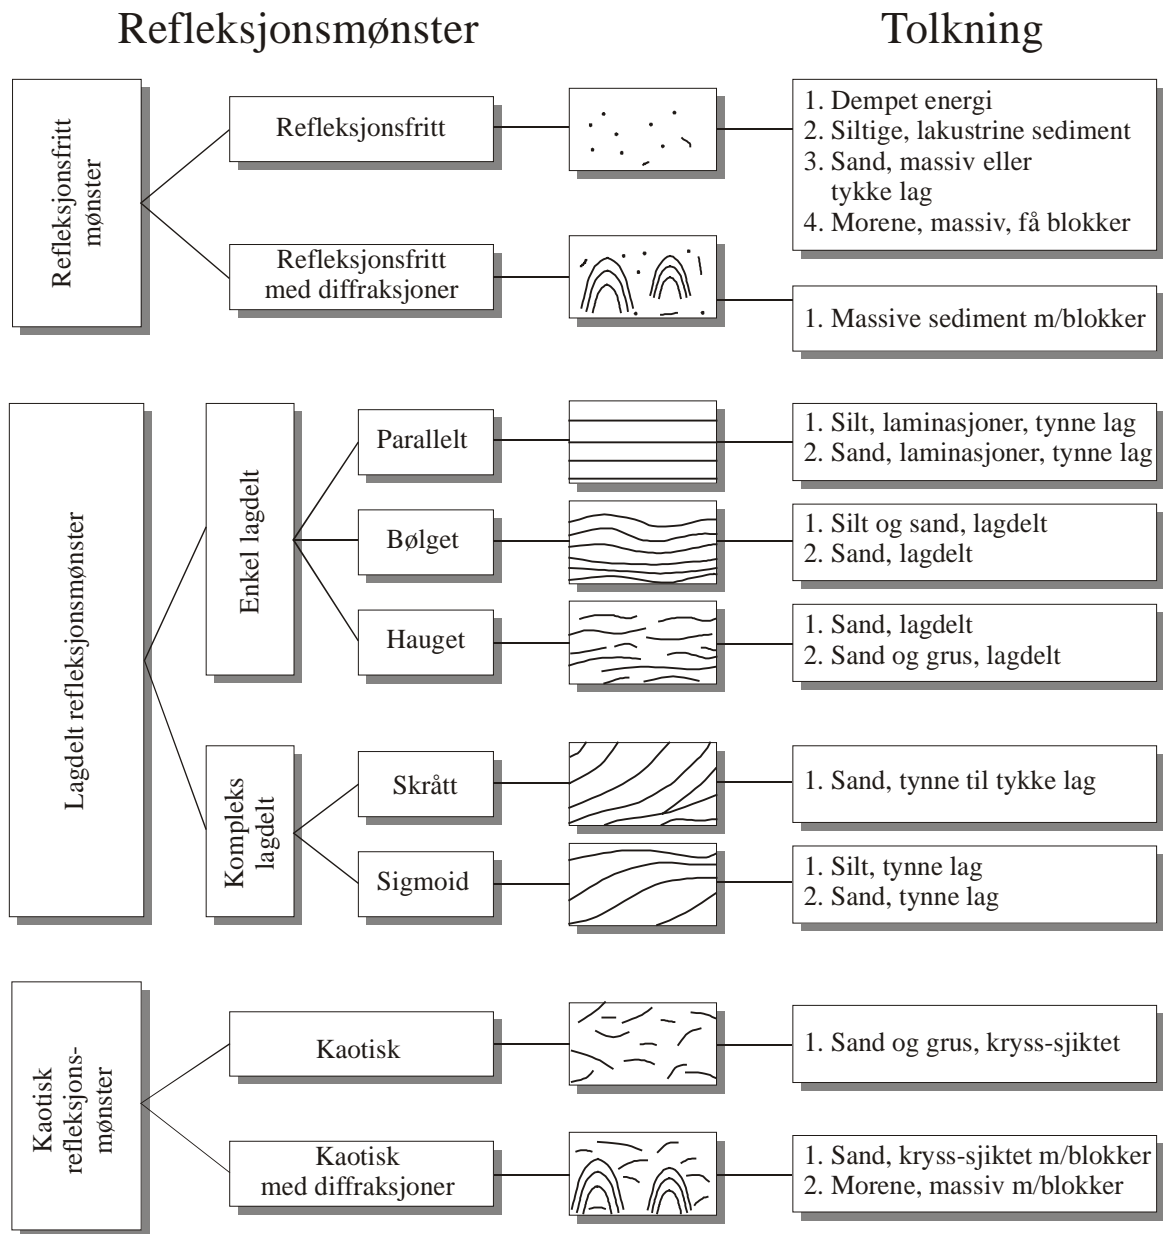 Refleksjonsmønster
Tolkning
Refleksjonsfritt
mønster
Refleksjonsfritt
1. Dempet energi
2. Siltige, lakustrine sediment
3. Sand, massiv eller
tykke lag
4. Morene, massiv, få blokker
Refleksjonsfritt
med diffraksjoner
1. Massive sediment m/blokker
Lagdelt refleksjonsmønster
Enkel lagdelt
Parallelt
1. Silt, laminasjoner, tynne lag
2. Sand, laminasjoner, tynne lag
Bølget
1. Silt og sand, lagdelt
2. Sand, lagdelt
Hauget
1. Sand, lagdelt
2. Sand og grus, lagdelt
Kompleks
lagdelt
Skrått
1. Sand, tynne til tykke lag
Sigmoid
1. Silt, tynne lag
2. Sand, tynne lag
Kaotisk
refleksjons-
mønster
Kaotisk
1. Sand og grus, kryss-sjiktet
Kaotisk
med diffraksjoner
1. Sand, kryss-sjiktet m/blokker
2. Morene, massiv m/blokker